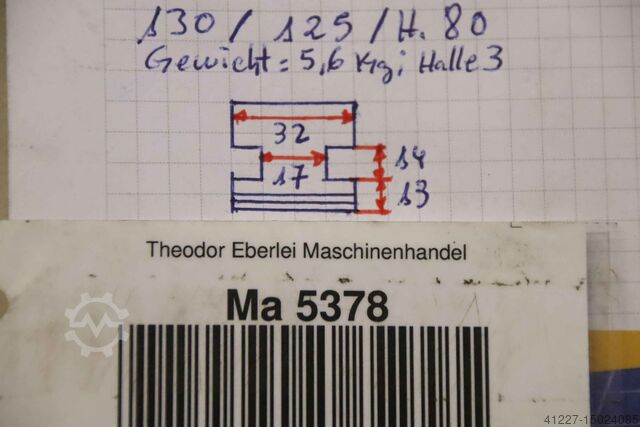 130 / 125 / H. 80
Gewicht = 5,6 Kg; Halle 3
32
17
14
13
Theodor Eberlei Maschinenhandel
Ma 5378
41227-15024085